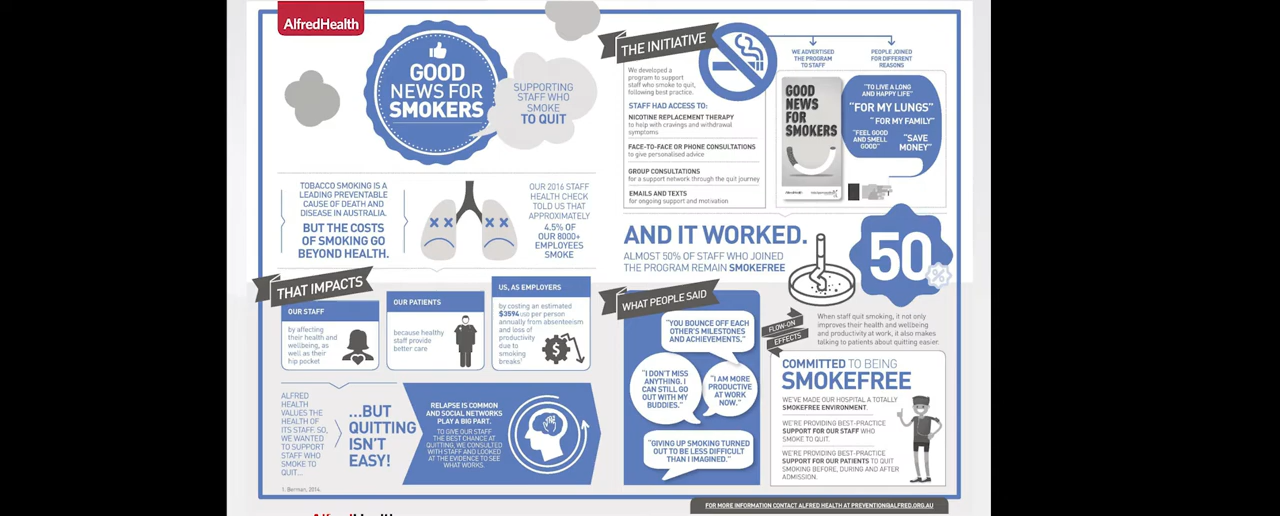 AlfredHealth
GOOD
NEWS FOR
SMOKERS
SUPPORTING
STAFF WHO
SMOKE
TO QUIT
TOBACCO SMOKING IS A
LEADING PREVENTABLE
CAUSE OF DEATH AND
DISEASE IN AUSTRALIA.
BUT THE COSTS
OF SMOKING GO
BEYOND HEALTH.
OUR 2016 STAFF
HEALTH CHECK
TOLD US THAT
APPROXIMATELY
4.5% OF
OUR 8000+
EMPLOYEES
SMOKE
THAT IMPACTS
OUR STAFF
by affecting
their health and
wellbeing, as
well as their
hip pocket
OUR PATIENTS
because healthy
staff provide
better care
US, AS EMPLOYERS
by costing an estimated
$3594 USD per person
annually from absenteeism
and loss of
productivity
due to
smoking
breaks¹
ALFRED
HEALTH
VALUES THE
HEALTH OF
ITS STAFF. SO,
WE WANTED
TO SUPPORT
STAFF WHO
SMOKE TO
QUIT...
...BUT
QUITTING
ISN'T
EASY!
RELAPSE IS COMMON
AND SOCIAL NETWORKS
PLAY A BIG PART.
TO GIVE OUR STAFF
THE BEST CHANCE AT
QUITTING, WE CONSULTED
WITH STAFF AND LOOKED
AT THE EVIDENCE TO SEE
WHAT WORKS.
1. Berman, 2014.
THE INITIATIVE
We developed a
program to support
staff who smoke to quit,
following best practice.
STAFF HAD ACCESS TO:
NICOTINE REPLACEMENT THERAPY
to help with cravings and withdrawal
symptoms
FACE-TO-FACE OR PHONE CONSULTATIONS
to give personalised advice
GROUP CONSULTATIONS
for a support network through the quit journey
EMAILS AND TEXTS
for ongoing support and motivation
WE ADVERTISED
THE PROGRAM
TO STAFF
PEOPLE JOINED
FOR DIFFERENT
REASONS
GOOD
NEWS
FOR
SMOKERS
"TO LIVE A LONG
AND HAPPY LIFE"
"FOR MY LUNGS"
"FOR MY FAMILY"
"FEEL GOOD
AND SMELL
GOOD"
"SAVE
MONEY"
AND IT WORKED.
ALMOST 50% OF STAFF WHO JOINED
THE PROGRAM REMAIN SMOKEFREE
50
%
WHAT PEOPLE SAID
"YOU BOUNCE OFF EACH
OTHER'S MILESTONES
AND ACHIEVEMENTS."
"I DON'T MISS
ANYTHING. I
CAN STILL GO
OUT WITH MY
BUDDIES."
"I AM MORE
PRODUCTIVE
AT WORK
NOW."
"GIVING UP SMOKING TURNED
OUT TO BE LESS DIFFICULT
THAN I IMAGINED."
FLOW-ON
EFFECTS
When staff quit smoking, it not only
improves their health and wellbeing
and productivity at work, it also makes
talking to patients about quitting easier.
COMMITTED TO BEING
SMOKEFREE
WE'VE MADE OUR HOSPITAL A TOTALLY
SMOKEFREE ENVIRONMENT.
WE'RE PROVIDING BEST-PRACTICE
SUPPORT FOR OUR STAFF WHO
SMOKE TO QUIT.
WE'RE PROVIDING BEST-PRACTICE
SUPPORT FOR OUR PATIENTS TO QUIT
SMOKING BEFORE, DURING AND AFTER
ADMISSION.
FOR MORE INFORMATION CONTACT ALFRED HEALTH AT PREVENTION@ALFRED.ORG.AU